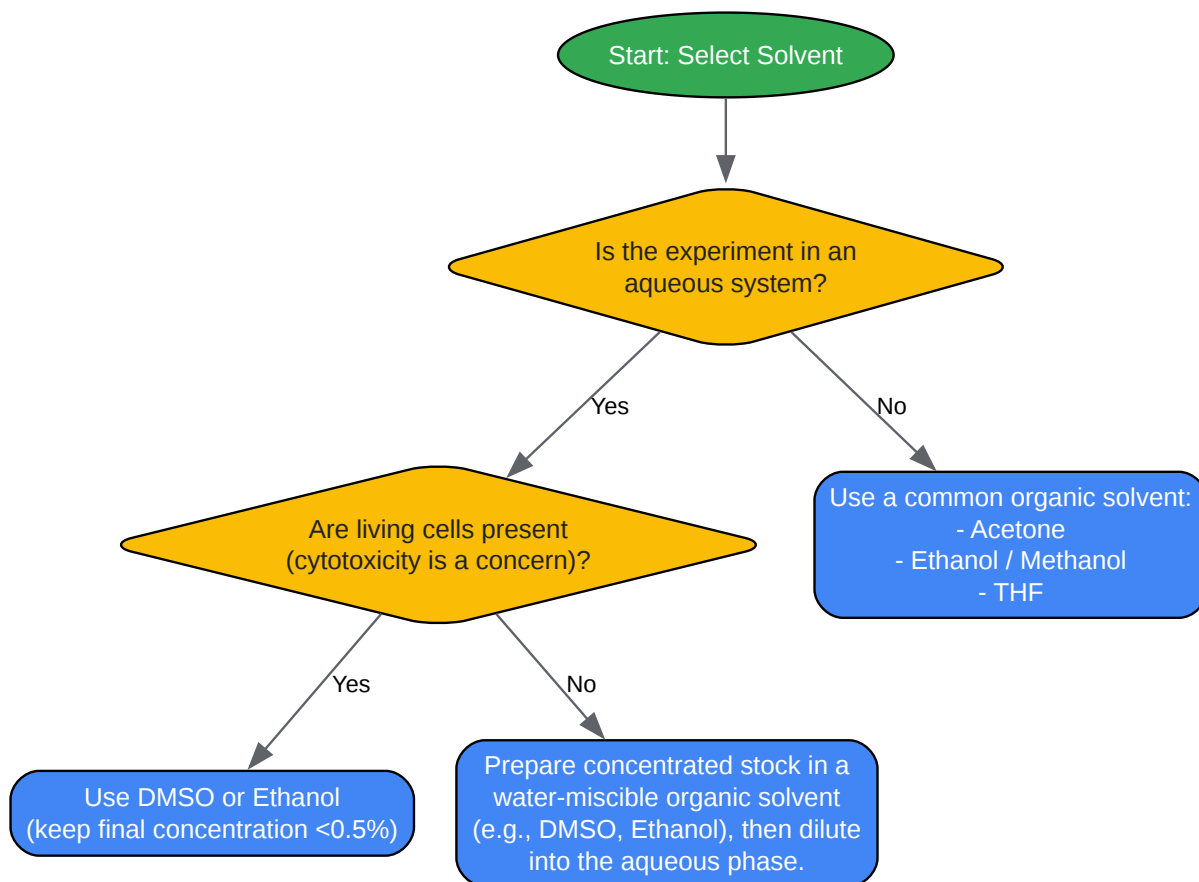 Start: Select Solvent
Is the experiment in an
aqueous system?
Yes
No
Are living cells present
(cytotoxicity is a concern)?
Use a common organic solvent:
- Acetone
- Ethanol / Methanol
- THF
Yes
No
Use DMSO or Ethanol
(keep final concentration <0.5%)
Prepare concentrated stock in a
water-miscible organic solvent
(e.g., DMSO, Ethanol), then dilute
into the aqueous phase.